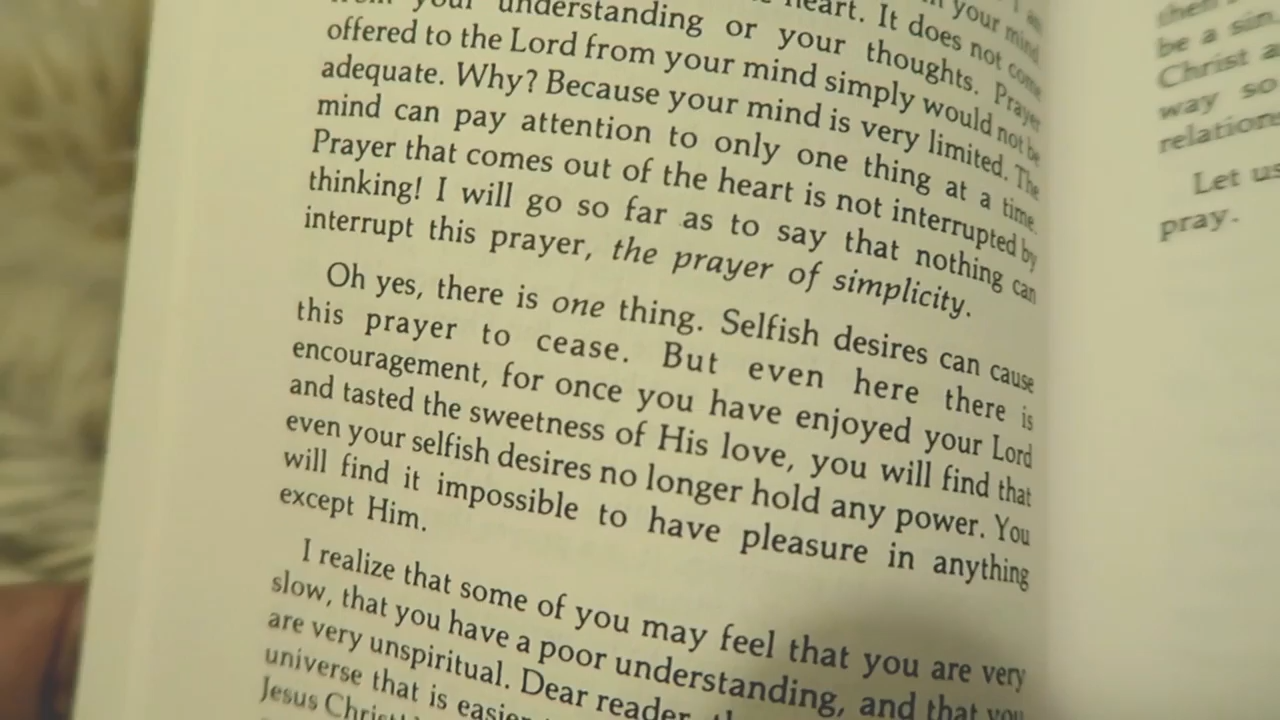 heart. It does not come
your understanding or your thoughts. Prayer
offered to the Lord from your mind simply would not be
adequate. Why? Because your mind is very limited. The
mind can pay attention to only one thing at a time.
Prayer that comes out of the heart is not interrupted by
thinking! I will go so far as to say that nothing can
interrupt this prayer, the prayer of simplicity.
Oh yes, there is one thing. Selfish desires can cause
this prayer to cease. But even here there is
encouragement, for once you have enjoyed your Lord
and tasted the sweetness of His love, you will find that
even your selfish desires no longer hold any power. You
will find it impossible to have pleasure in anything
except Him.
I realize that some of you may feel that you are very
slow, that you have a poor understanding, and that you
are very unspiritual. Dear reader,
universe that is easier
Jesus
be a sin.
Christ
way so
Let us
pray.